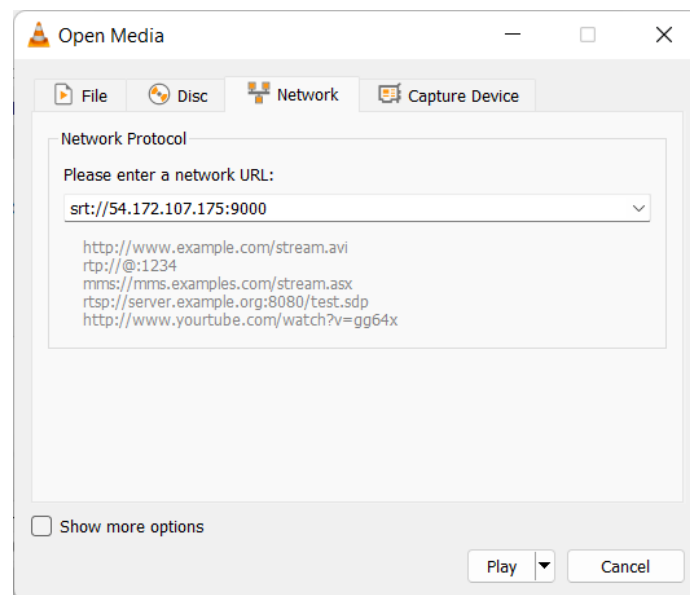 Open Media
File Disc Network Capture Device
Network Protocol
Please enter a network URL:
srt://54.172.107.175:9000
http://www.example.com/stream.avi
rtp://@:1234
mms://mms.examples.com/stream.asx
rtsp://server.example.org:8080/test.sdp
http://www.yourtube.com/watch?v=gg64x
Show more options
Play Cancel